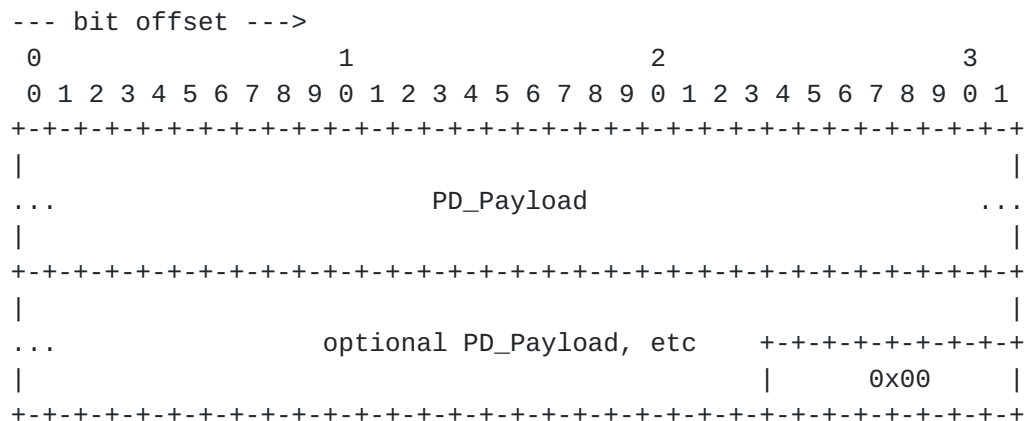 --- bit offset --->
 0                   1                   2                   3
 0 1 2 3 4 5 6 7 8 9 0 1 2 3 4 5 6 7 8 9 0 1 2 3 4 5 6 7 8 9 0 1
+-+-+-+-+-+-+-+-+-+-+-+-+-+-+-+-+-+-+-+-+-+-+-+-+-+-+-+-+-+-+-+-+
|                                                               |
...                        PD_Payload                         ...
|                                                               |
+-+-+-+-+-+-+-+-+-+-+-+-+-+-+-+-+-+-+-+-+-+-+-+-+-+-+-+-+-+-+-+-+
|                                                               |
...                 optional PD_Payload, etc    +-+-+-+-+-+-+-+-+
|                                               |      0x00     |
+-+-+-+-+-+-+-+-+-+-+-+-+-+-+-+-+-+-+-+-+-+-+-+-+-+-+-+-+-+-+-+-+